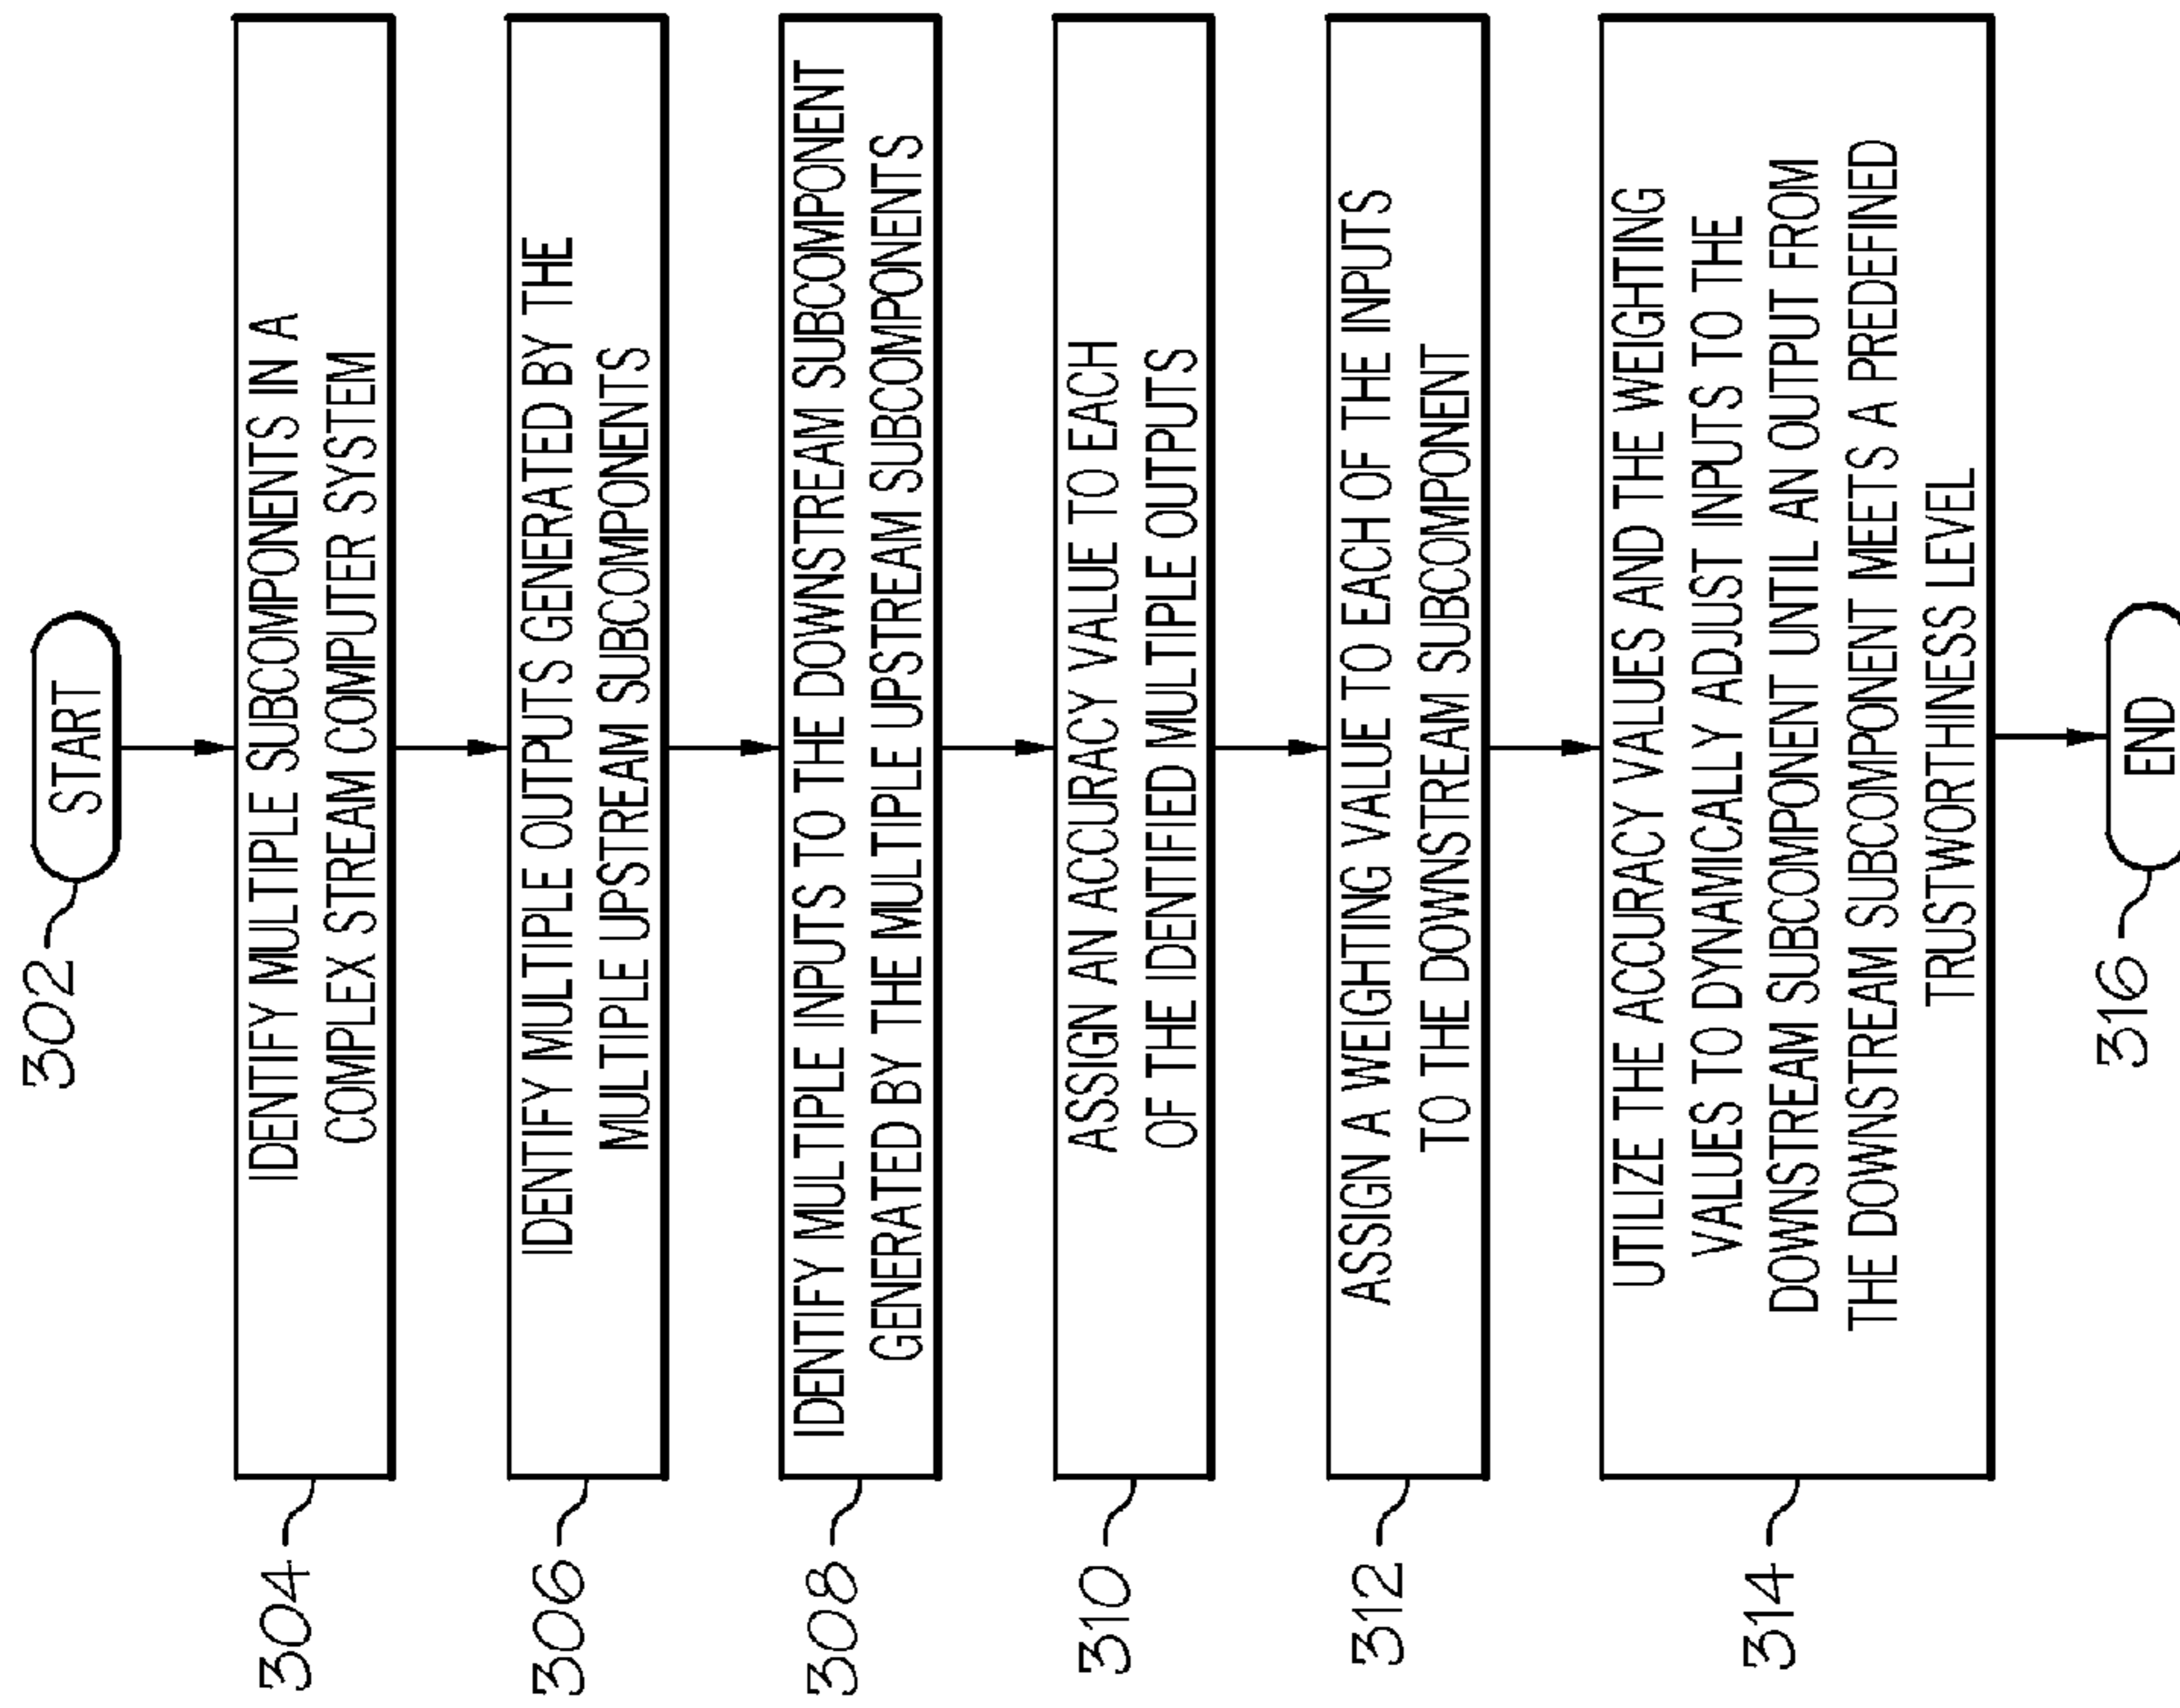 302
START
304
IDENTIFY MULTIPLE SUBCOMPONENTS IN A
COMPLEX STREAM COMPUTER SYSTEM
306
IDENTIFY MULTIPLE OUTPUTS GENERATED BY THE
MULTIPLE UPSTREAM SUBCOMPONENTS
308
IDENTIFY MULTIPLE INPUTS TO THE DOWNSTREAM SUBCOMPONENT
GENERATED BY THE MULTIPLE UPSTREAM SUBCOMPONENTS
310
ASSIGN AN ACCURACY VALUE TO EACH
OF THE IDENTIFIED MULTIPLE OUTPUTS
312
ASSIGN A WEIGHTING VALUE TO EACH OF THE INPUTS
TO THE DOWNSTREAM SUBCOMPONENT
314
UTILIZE THE ACCURACY VALUES AND THE WEIGHTING
VALUES TO DYNAMICALLY ADJUST INPUTS TO THE
DOWNSTREAM SUBCOMPONENT UNTIL AN OUTPUT FROM
THE DOWNSTREAM SUBCOMPONENT MEETS A PREDEFINED
TRUSTWORTHINESS LEVEL
316
END